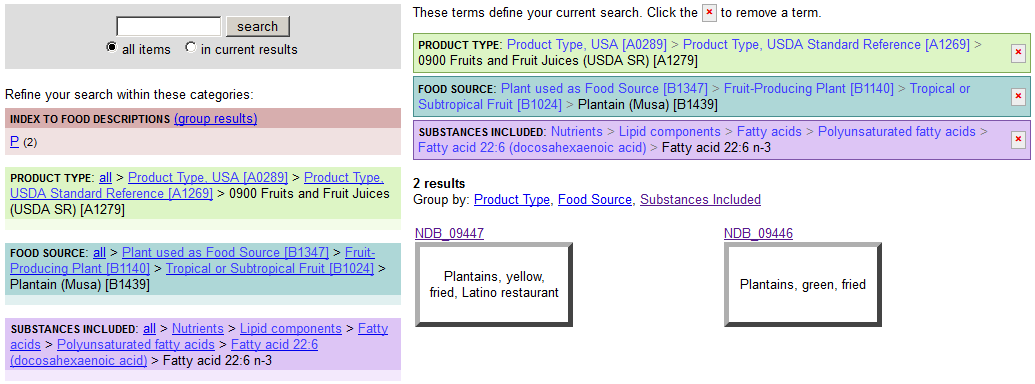 search
all items in current results
Refine your search within these categories:
INDEX TO FOOD DESCRIPTIONS (group results)
P (2)
PRODUCT TYPE: all > Product Type, USA [A0289] > Product Type,
USDA Standard Reference [A1269] > 0900 Fruits and Fruit Juices
(USDA SR) [A1279]
FOOD SOURCE: all > Plant used as Food Source [B1347] > Fruit-
Producing Plant [B1140] > Tropical or Subtropical Fruit [B1024] >
Plantain (Musa) [B1439]
SUBSTANCES INCLUDED: all > Nutrients > Lipid components > Fatty
acids > Polyunsaturated fatty acids > Fatty acid 22:6
(docosahexaenoic acid) > Fatty acid 22:6 n-3
These terms define your current search. Click the × to remove a term.
PRODUCT TYPE: Product Type, USA [A0289] > Product Type, USDA Standard Reference [A1269] >
0900 Fruits and Fruit Juices (USDA SR) [A1279]
×
FOOD SOURCE: Plant used as Food Source [B1347] > Fruit-Producing Plant [B1140] > Tropical or
Subtropical Fruit [B1024] > Plantain (Musa) [B1439]
×
SUBSTANCES INCLUDED: Nutrients > Lipid components > Fatty acids > Polyunsaturated fatty acids >
Fatty acid 22:6 (docosahexaenoic acid) > Fatty acid 22:6 n-3
×
2 results
Group by: Product Type, Food Source, Substances Included
NDB_09447
Plantains, yellow,
fried, Latino restaurant
NDB_09446
Plantains, green, fried